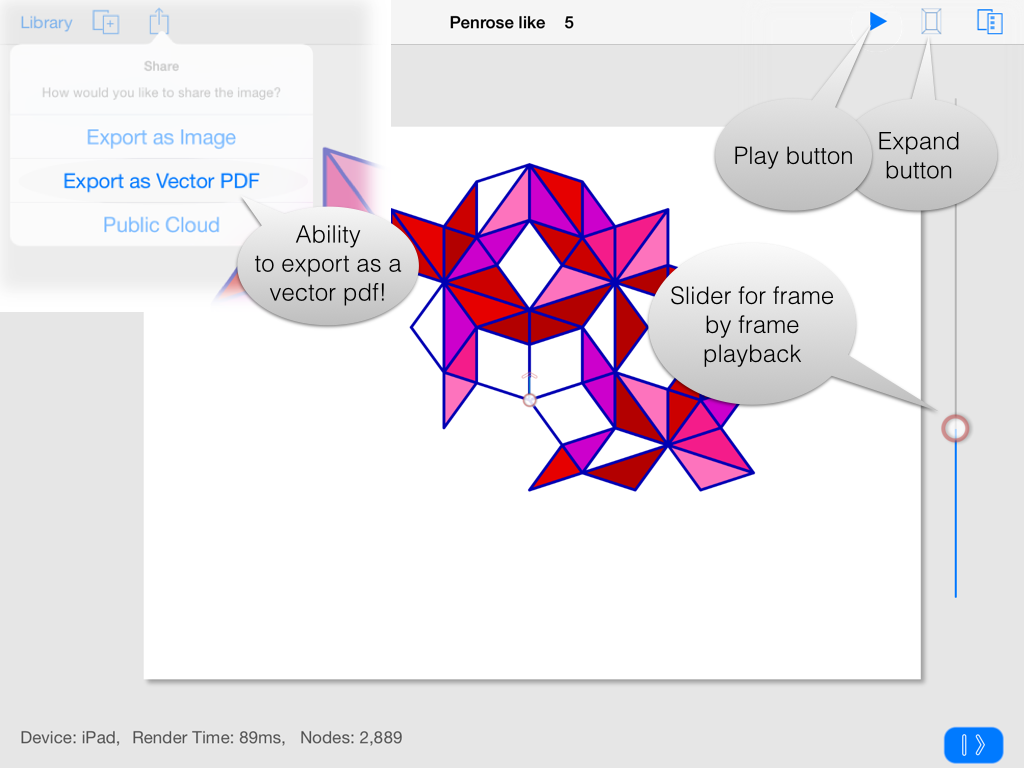 Library
Penrose like 5
Share
How would you like to share the image?
Export as Image
Export as Vector PDF
Public Cloud
Ability
to export as a
vector pdf!
Play button
Expand
button
Slider for frame
by frame
playback
Device: iPad, Render Time: 89ms, Nodes: 2,889